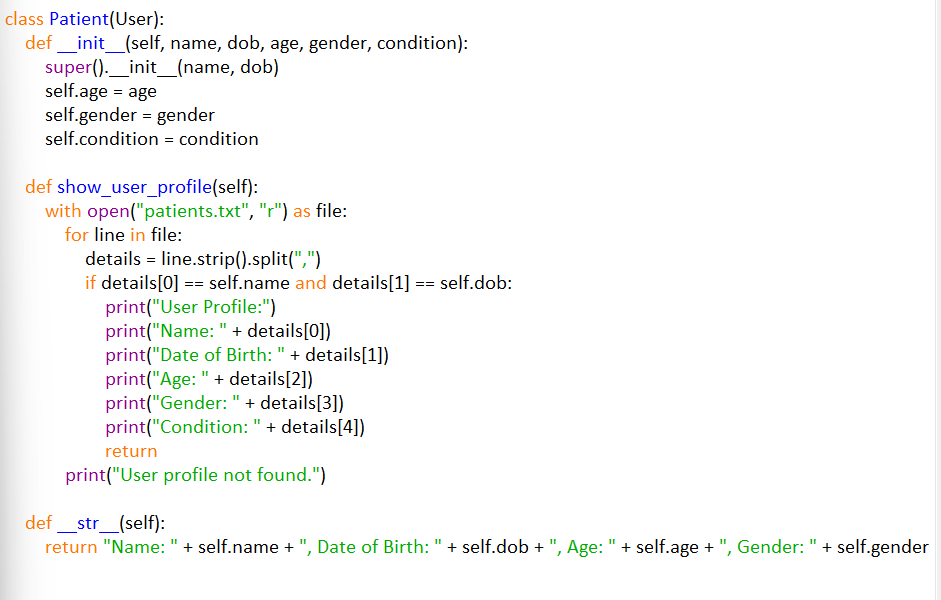 class Patient(User):
    def __init__(self, name, dob, age, gender, condition):
        super().__init__(name, dob)
        self.age = age
        self.gender = gender
        self.condition = condition

    def show_user_profile(self):
        with open("patients.txt", "r") as file:
            for line in file:
                details = line.strip().split(",")
                if details[0] == self.name and details[1] == self.dob:
                    print("User Profile:")
                    print("Name: " + details[0])
                    print("Date of Birth: " + details[1])
                    print("Age: " + details[2])
                    print("Gender: " + details[3])
                    print("Condition: " + details[4])
                    return
            print("User profile not found.")

    def __str__(self):
        return "Name: " + self.name + ", Date of Birth: " + self.dob + ", Age: " + self.age + ", Gender: " + self.gender